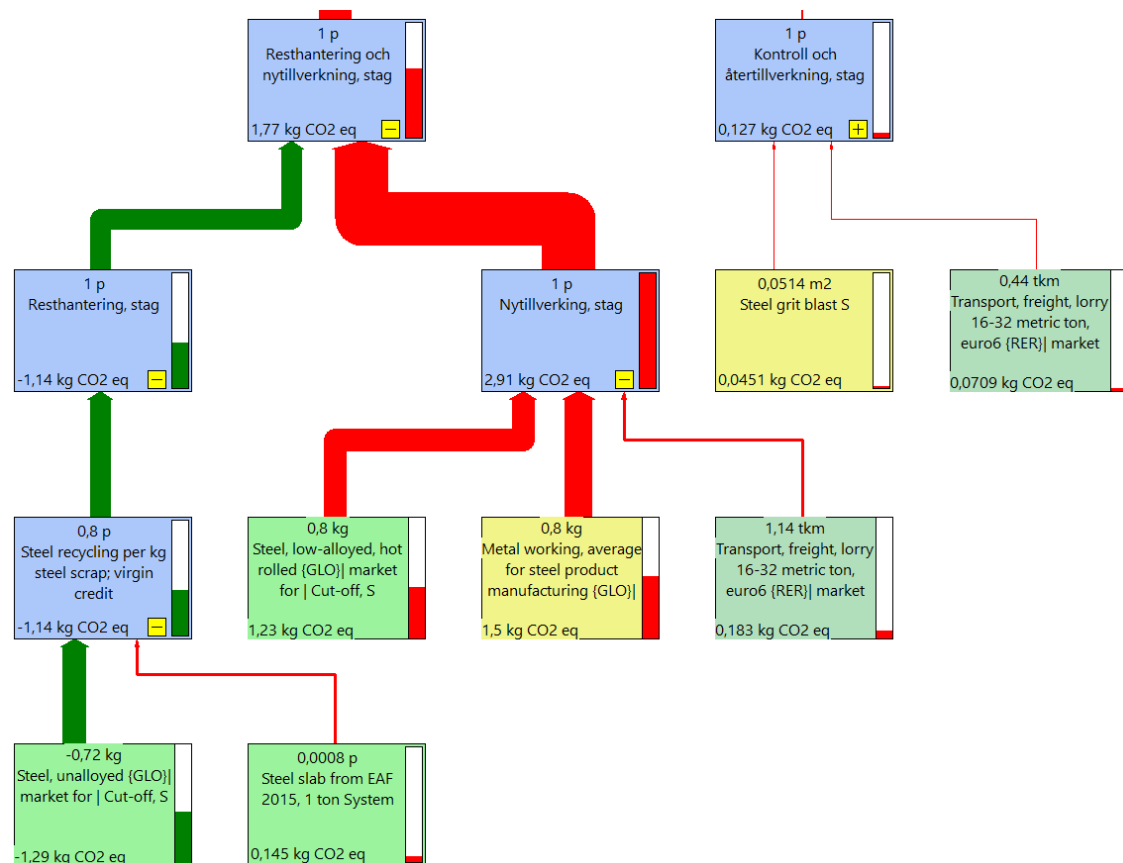 1 p
Resthantering och
nytillverkning, stag
1,77 kg CO2 eq
1 p
Kontroll och
återtillverkning, stag
0,127 kg CO2 eq
1 p
Resthantering, stag
-1,14 kg CO2 eq
1 p
Nytillverking, stag
2,91 kg CO2 eq
0,0514 m2
Steel grit blast S
0,0451 kg CO2 eq
0,44 tkm
Transport, freight, lorry
16-32 metric ton,
euro6 {RER}| market
0,0709 kg CO2 eq
0,8 p
Steel recycling per kg
steel scrap; virgin
credit
-1,14 kg CO2 eq
0,8 kg
Steel, low-alloyed, hot
rolled {GLO}| market
for | Cut-off, S
1,23 kg CO2 eq
0,8 kg
Metal working, average
for steel product
manufacturing {GLO}|
1,5 kg CO2 eq
1,14 tkm
Transport, freight, lorry
16-32 metric ton,
euro6 {RER}| market
0,183 kg CO2 eq
-0,72 kg
Steel, unalloyed {GLO}|
market for | Cut-off, S
-1,29 kg CO2 eq
0,0008 p
Steel slab from EAF
2015, 1 ton System
0,145 kg CO2 eq